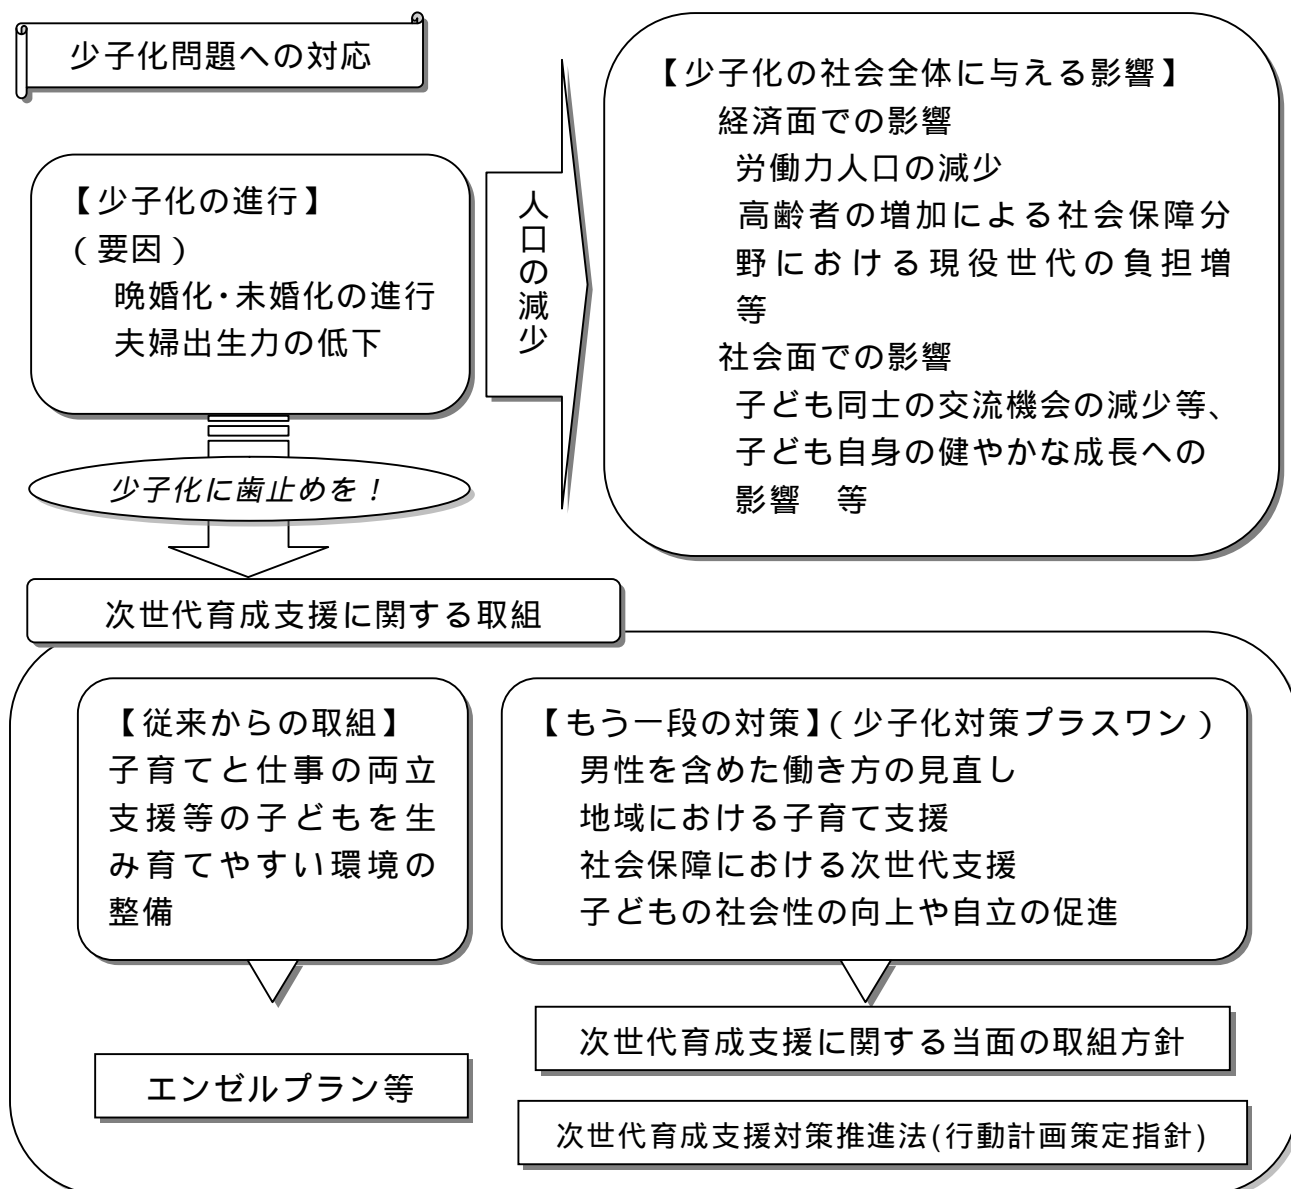 少子化問題への対応
【少子化の進行】
（要因）
晩婚化・未婚化の進行
夫婦出生力の低下
人口の減少
【少子化の社会全体に与える影響】
経済面での影響
労働力人口の減少
高齢者の増加による社会保障分
野における現役世代の負担増
等
社会面での影響
子ども同士の交流機会の減少等、
子ども自身の健やかな成長への
影響　等
少子化に歯止めを！
次世代育成支援に関する取組
【従来からの取組】
子育てと仕事の両立
支援等の子どもを生
み育てやすい環境の
整備
エンゼルプラン等
【もう一段の対策】（少子化対策プラスワン）
男性を含めた働き方の見直し
地域における子育て支援
社会保障における次世代支援
子どもの社会性の向上や自立の促進
次世代育成支援に関する当面の取組方針
次世代育成支援対策推進法(行動計画策定指針)